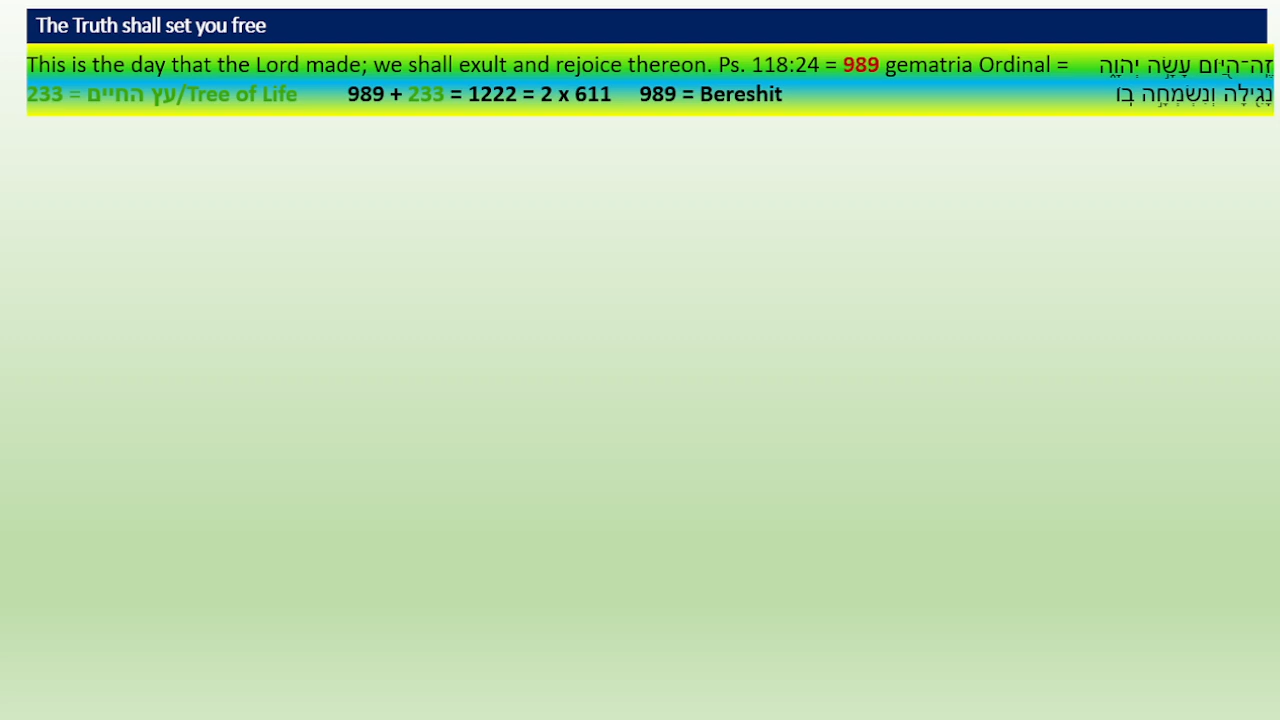 The Truth shall set you free
This is the day that the Lord made; we shall exult and rejoice thereon. Ps. 118:24 = 989 gematria Ordinal = זֶה־הַ֭יּוֹם עָשָׂ֣ה יְהֹוָ֑ה
233 = עץ החיים/Tree of Life 989 + 233 = 1222 = 2 x 611 989 = Bereshit נָגִ֖ילָה וְנִשְׂמְחָ֣ה בֽוֹ